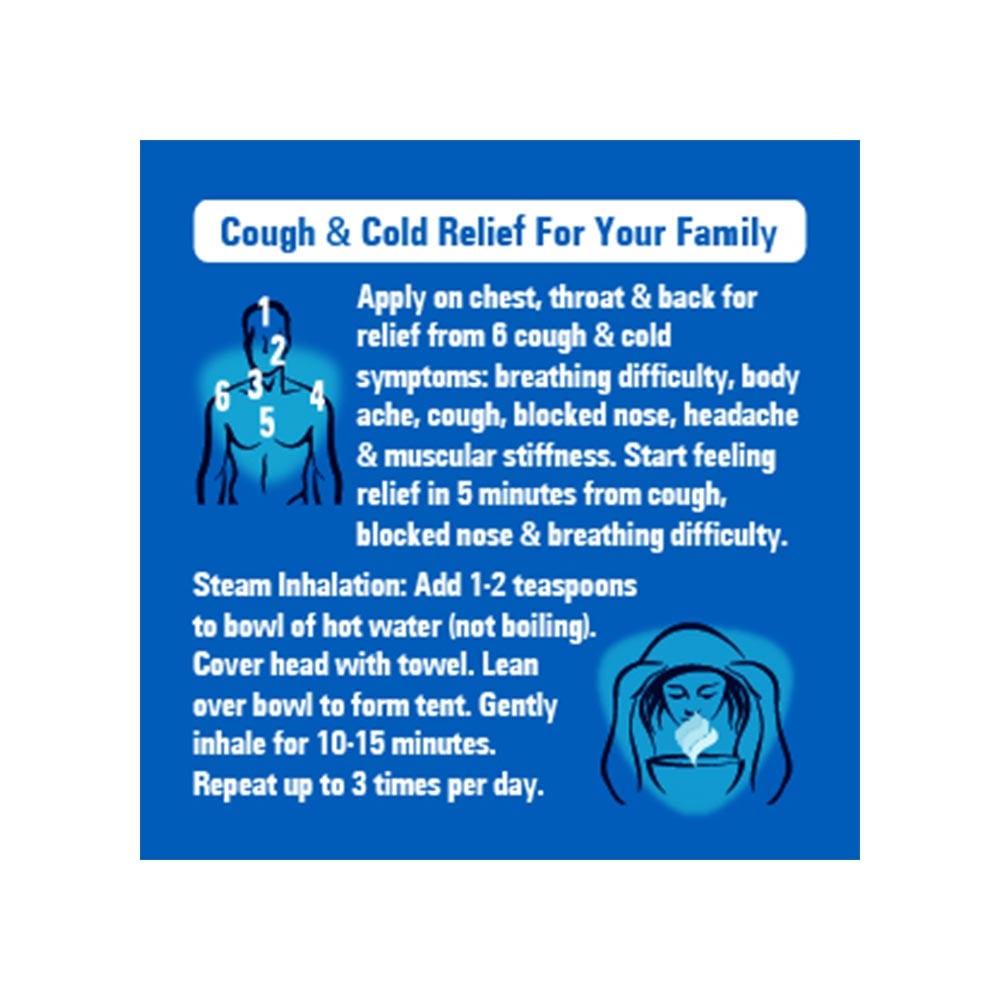 Cough & Cold Relief For Your Family
1
2
3
4
5
6
Apply on chest, throat & back for
relief from 6 cough & cold
symptoms: breathing difficulty, body
ache, cough, blocked nose, headache
& muscular stiffness. Start feeling
relief in 5 minutes from cough,
blocked nose & breathing difficulty.
Steam Inhalation: Add 1-2 teaspoons
to bowl of hot water (not boiling).
Cover head with towel. Lean
over bowl to form tent. Gently
inhale for 10-15 minutes.
Repeat up to 3 times per day.